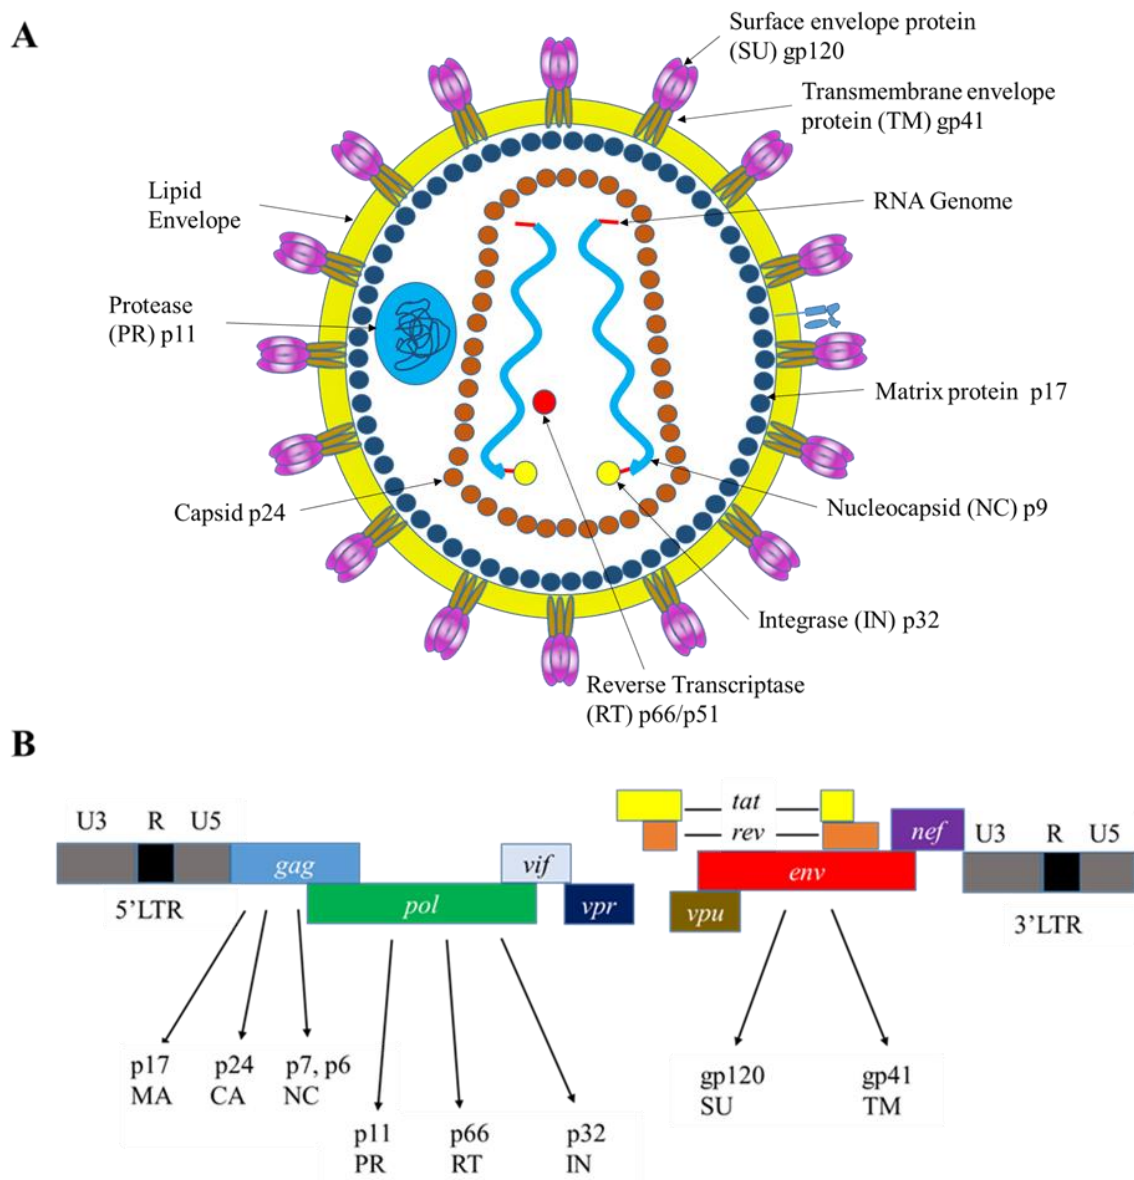 A
Surface envelope protein
(SU) gp120
Transmembrane envelope
protein (TM) gp41
Lipid
Envelope
RNA Genome
Protease
(PR) p11
Matrix protein p17
Capsid p24
Nucleocapsid (NC) p9
Integrase (IN) p32
Reverse Transcriptase
(RT) p66/p51
B
U3 R U5
tat
rev
nef
U3 R U5
gag
vif
env
5’LTR
pol
vpr
vpu
3’LTR
p17
MA
p24
CA
p7, p6
NC
gp120
SU
gp41
TM
p11
PR
p66
RT
p32
IN